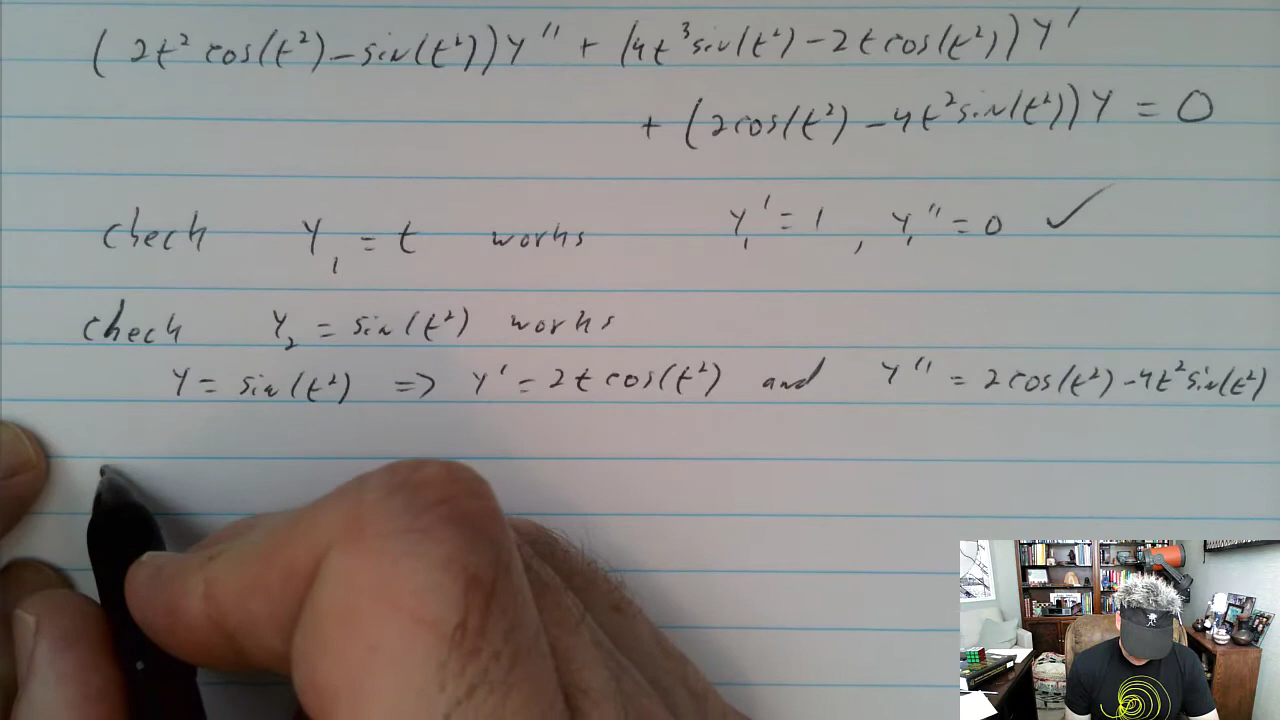 (2t² cos(t²) - sin(t²)) y'' + (4t³ sin(t²) - 2t cos(t²)) y'
+ (2cos(t²) - 4t² sin(t²)) y = 0
check y₁ = t works y₁' = 1 , y₁'' = 0 ✓
check y₂ = sin(t²) works
y = sin(t²) => y' = 2t cos(t²) and y'' = 2cos(t²) - 4t² sin(t²)